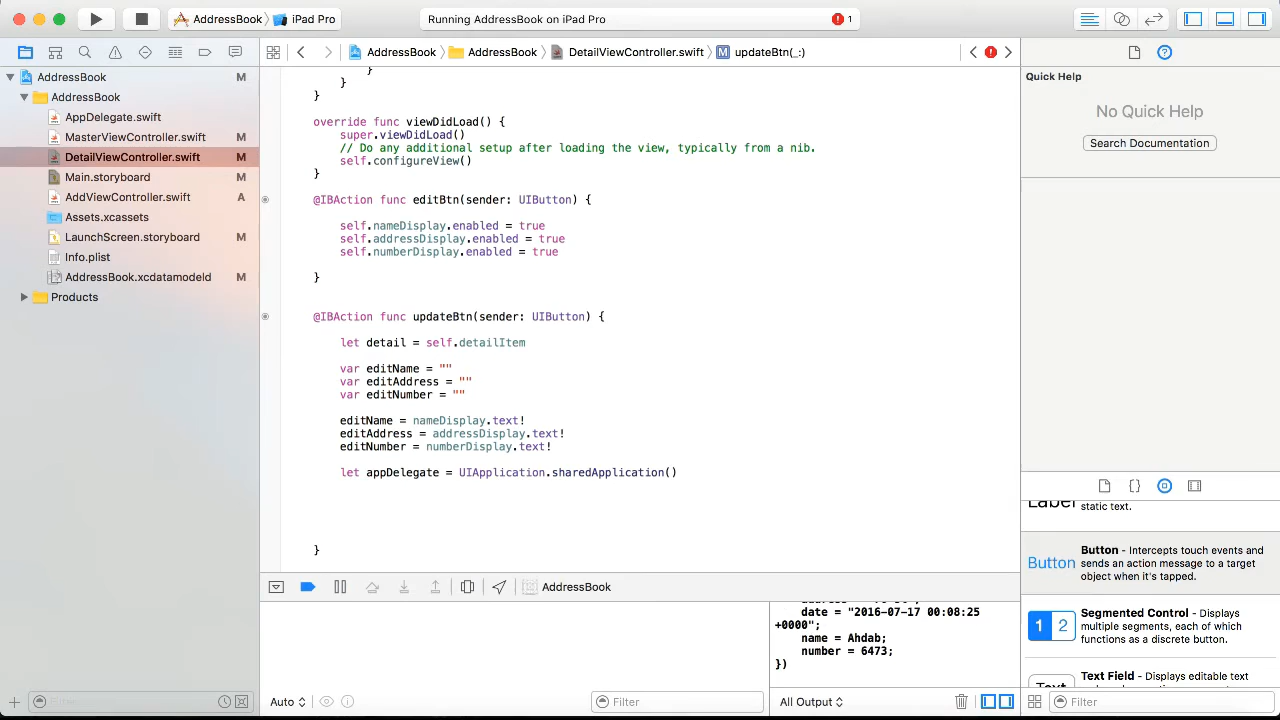 AddressBook
iPad Pro
Running AddressBook on iPad Pro
1
AddressBook
AddressBook
DetailViewController.swift
M
updateBtn(_:)
AddressBook M
AddressBook
AppDelegate.swift
MasterViewController.swift M
DetailViewController.swift M
Main.storyboard M
AddViewController.swift A
Assets.xcassets
LaunchScreen.storyboard M
Info.plist
AddressBook.xcdatamodeld M
Products
Filter
}
}
}
override func viewDidLoad() {
super.viewDidLoad()
// Do any additional setup after loading the view, typically from a nib.
self.configureView()
}
@IBAction func editBtn(sender: UIButton) {
self.nameDisplay.enabled = true
self.addressDisplay.enabled = true
self.numberDisplay.enabled = true
}
@IBAction func updateBtn(sender: UIButton) {
let detail = self.detailItem
var editName = ""
var editAddress = ""
var editNumber = ""
editName = nameDisplay.text!
editAddress = addressDisplay.text!
editNumber = numberDisplay.text!
let appDelegate = UIApplication.sharedApplication()
}
AddressBook
date = "2016-07-17 00:08:25
+0000";
name = Ahdab;
number = 6473;
})
Auto
Filter
All Output
Quick Help
No Quick Help
Search Documentation
Label
static text.
Button
Button - Intercepts touch events and
sends an action message to a target
object when it's tapped.
1 2
Segmented Control - Displays
multiple segments, each of which
functions as a discrete button.
Text
Text Field - Displays editable text
Filter